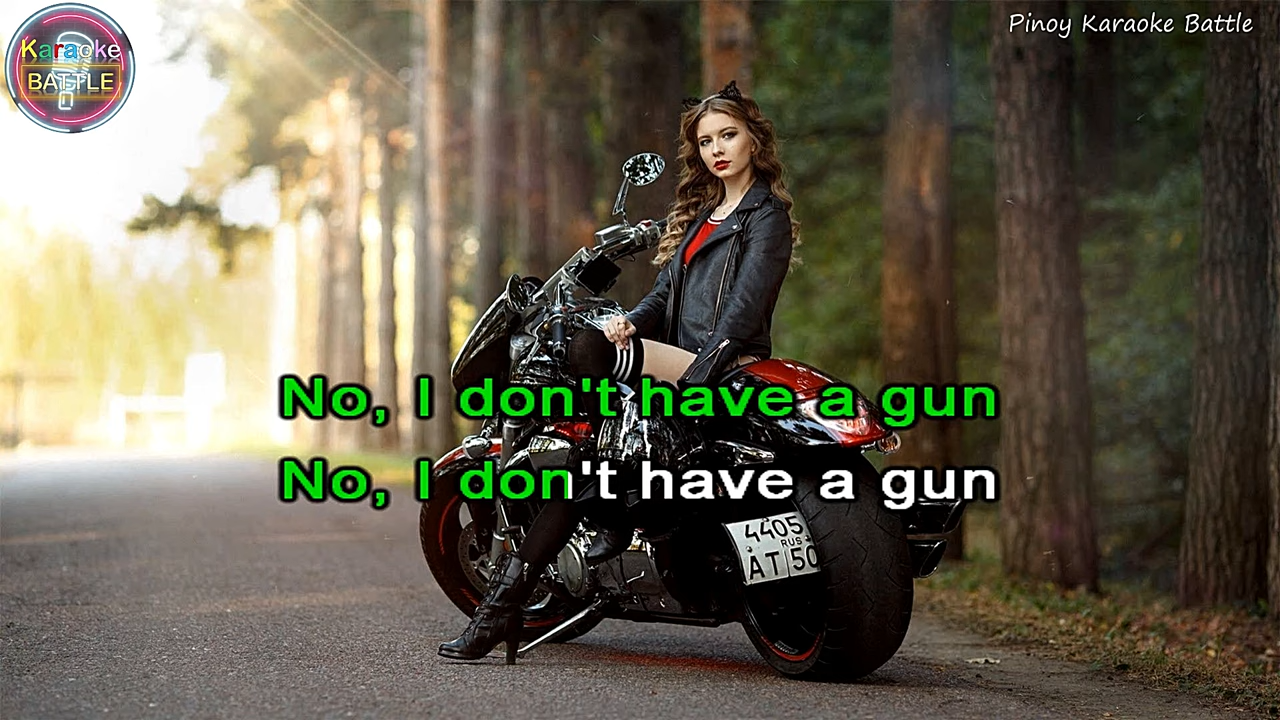 Karaoke
BATTLE
Pinoy Karaoke Battle
No, I don't have a gun
No, I don't have a gun
4405
RUS
AT 50